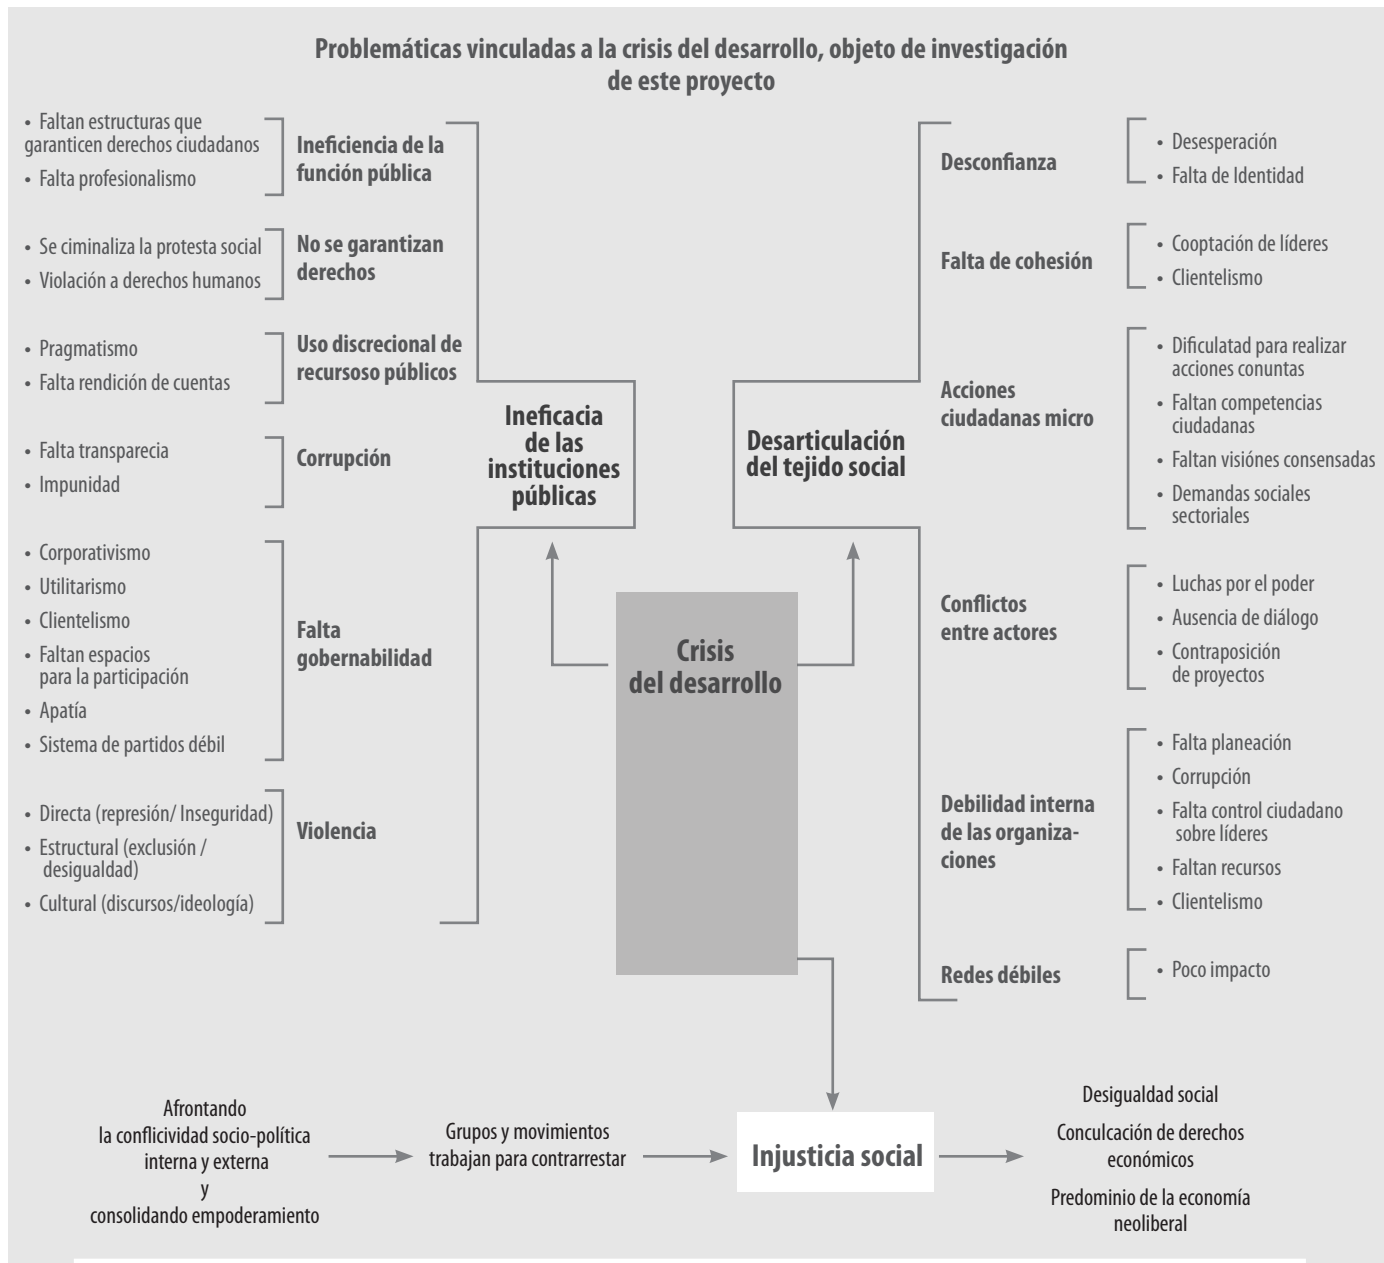 Problemáticas vinculadas a la crisis del desarrollo, objeto de investigación
de este proyecto
• Faltan estructuras que
garanticen derechos ciudadanos
• Falta profesionalismo
Ineficiencia de la
función pública
• Se ciminaliza la protesta social
• Violación a derechos humanos
No se garantizan
derechos
• Pragmatismo
• Falta rendición de cuentas
Uso discrecional de
recursoso públicos
• Falta transparecia
• Impunidad
Corrupción
• Corporativismo
• Utilitarismo
• Clientelismo
• Faltan espacios
para la participación
• Apatía
• Sistema de partidos débil
Falta
gobernabilidad
• Directa (represión/ Inseguridad)
• Estructural (exclusión /
desigualdad)
• Cultural (discursos/ideología)
Violencia
Ineficacia
de las
instituciones
públicas
Desarticulación
del tejido social
Crisis
del desarrollo
Desconfianza
• Desesperación
• Falta de Identidad
Falta de cohesión
• Cooptación de líderes
• Clientelismo
Acciones
ciudadanas micro
• Dificulatad para realizar
acciones conuntas
• Faltan competencias
ciudadanas
• Faltan visiónes consensadas
• Demandas sociales
sectoriales
Conflictos
entre actores
• Luchas por el poder
• Ausencia de diálogo
• Contraposición
de proyectos
Debilidad interna
de las organiza-
ciones
• Falta planeación
• Corrupción
• Falta control ciudadano
sobre líderes
• Faltan recursos
• Clientelismo
Redes débiles
• Poco impacto
Afrontando
la conflicividad socio-política
interna y externa
y
consolidando empoderamiento
Grupos y movimientos
trabajan para contrarrestar
Injusticia social
Desigualdad social
Conculcación de derechos
económicos
Predominio de la economía
neoliberal